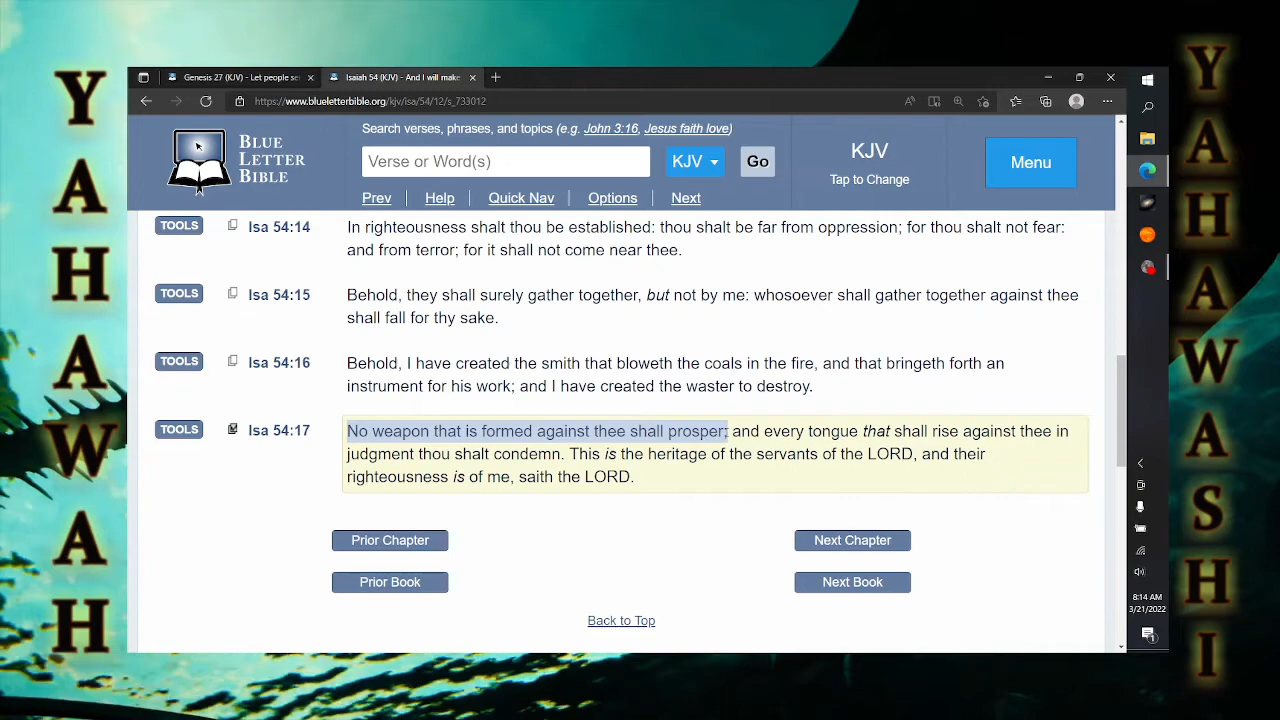 YAHAWAH
Genesis 27 (KJV) - Let people se
Isaiah 54 (KJV) - And I will make
https://www.blueletterbible.org/kjv/isa/54/12/s_733012
BLUE
LETTER
BIBLE
Search verses, phrases, and topics (e.g. John 3:16, Jesus faith love)
Verse or Word(s)
KJV
Go
Prev
Help
Quick Nav
Options
Next
KJV
Tap to Change
Menu
TOOLS Isa 54:14 In righteousness shalt thou be established: thou shalt be far from oppression; for thou shalt not fear:
and from terror; for it shall not come near thee.
TOOLS Isa 54:15 Behold, they shall surely gather together, but not by me: whosoever shall gather together against thee
shall fall for thy sake.
TOOLS Isa 54:16 Behold, I have created the smith that bloweth the coals in the fire, and that bringeth forth an
instrument for his work; and I have created the waster to destroy.
TOOLS Isa 54:17 No weapon that is formed against thee shall prosper; and every tongue that shall rise against thee in
judgment thou shalt condemn. This is the heritage of the servants of the LORD, and their
righteousness is of me, saith the LORD.
Prior Chapter
Next Chapter
Prior Book
Next Book
Back to Top
8:14 AM
3/21/2022
1
YAHAWASHI